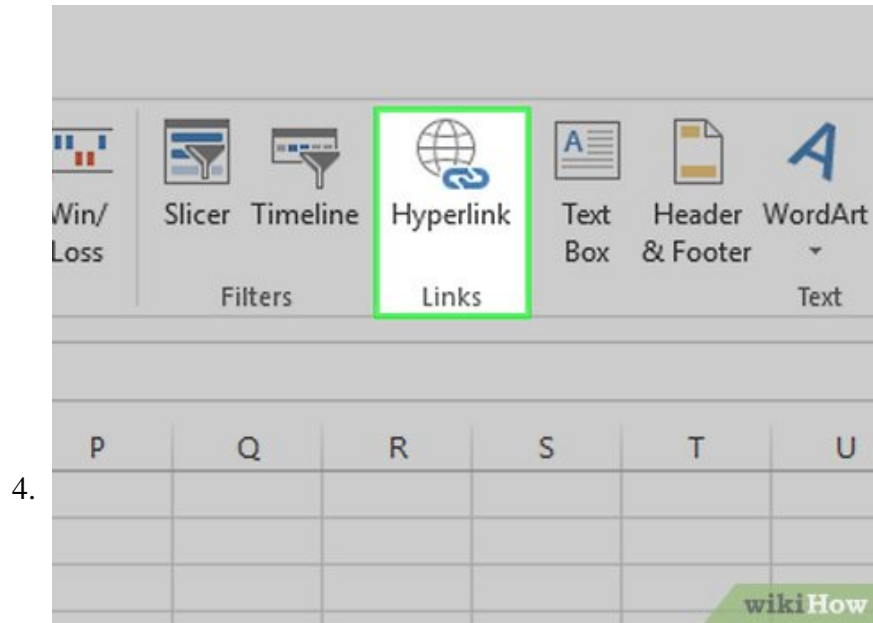 Win/ Slicer Timeline Hyperlink Text Header WordArt
Loss Box & Footer
Filters Links Text
P Q R S T U
4.
wikiHow